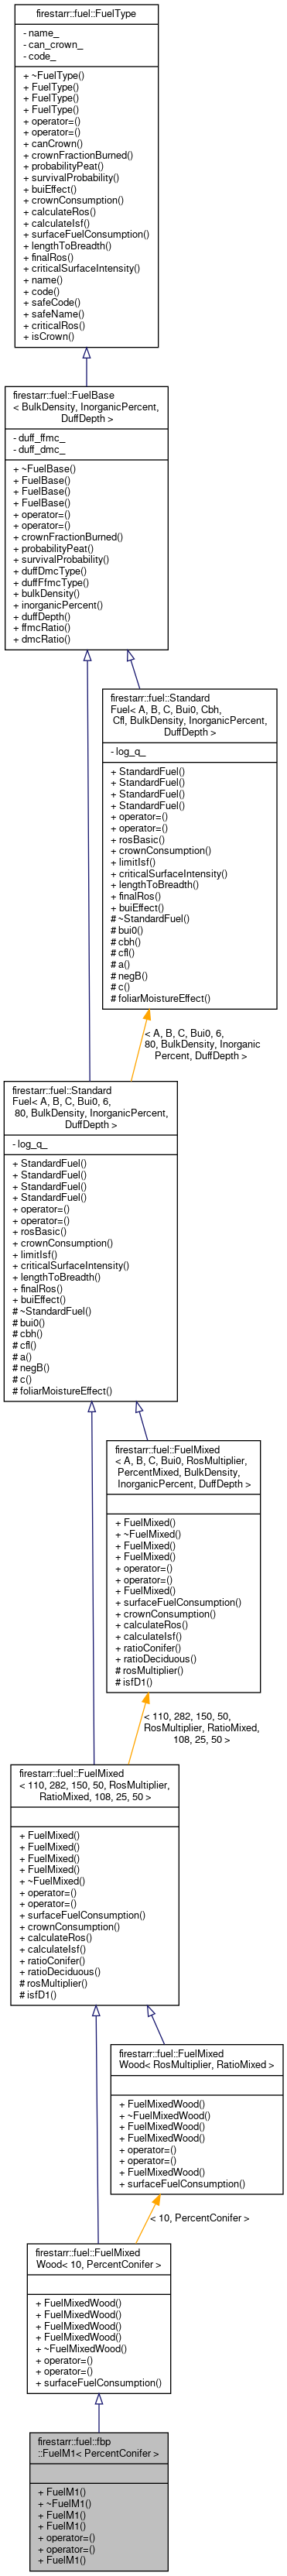 firestarr::fuel::FuelType
- name_
- can_crown_
- code_
+ ~FuelType()
+ FuelType()
+ FuelType()
+ FuelType()
+ operator=()
+ operator=()
+ canCrown()
+ crownFractionBurned()
+ probabilityPeat()
+ survivalProbability()
+ buiEffect()
+ crownConsumption()
+ calculateRos()
+ calculateIsf()
+ surfaceFuelConsumption()
+ lengthToBreadth()
+ finalRos()
+ criticalSurfaceIntensity()
+ name()
+ code()
+ safeCode()
+ safeName()
+ criticalRos()
+ isCrown()
firestarr::fuel::FuelBase
< BulkDensity, InorganicPercent,
DuffDepth >
- duff_ffmc_
- duff_dmc_
+ ~FuelBase()
+ FuelBase()
+ FuelBase()
+ FuelBase()
+ operator=()
+ operator=()
+ crownFractionBurned()
+ probabilityPeat()
+ survivalProbability()
+ duffDmcType()
+ duffFfmcType()
+ bulkDensity()
+ inorganicPercent()
+ duffDepth()
+ ffmcRatio()
+ dmcRatio()
firestarr::fuel::Standard
Fuel< A, B, C, Bui0, Cbh,
Cfl, BulkDensity, InorganicPercent,
DuffDepth >
- log_q_
+ StandardFuel()
+ StandardFuel()
+ StandardFuel()
+ StandardFuel()
+ operator=()
+ operator=()
+ rosBasic()
+ crownConsumption()
+ limitIsf()
+ criticalSurfaceIntensity()
+ lengthToBreadth()
+ finalRos()
+ buiEffect()
# ~StandardFuel()
# bui0()
# cbh()
# cfl()
# a()
# negB()
# c()
# foliarMoistureEffect()
< A, B, C, Bui0, 6,
80, BulkDensity, Inorganic
Percent, DuffDepth >
firestarr::fuel::Standard
Fuel< A, B, C, Bui0, 6,
80, BulkDensity, InorganicPercent,
DuffDepth >
- log_q_
+ StandardFuel()
+ StandardFuel()
+ StandardFuel()
+ StandardFuel()
+ operator=()
+ operator=()
+ rosBasic()
+ crownConsumption()
+ limitIsf()
+ criticalSurfaceIntensity()
+ lengthToBreadth()
+ finalRos()
+ buiEffect()
# ~StandardFuel()
# bui0()
# cbh()
# cfl()
# a()
# negB()
# c()
# foliarMoistureEffect()
firestarr::fuel::FuelMixed
< A, B, C, Bui0, RosMultiplier,
PercentMixed, BulkDensity,
InorganicPercent, DuffDepth >
+ FuelMixed()
+ ~FuelMixed()
+ FuelMixed()
+ FuelMixed()
+ operator=()
+ operator=()
+ FuelMixed()
+ surfaceFuelConsumption()
+ crownConsumption()
+ calculateRos()
+ calculateIsf()
+ ratioConifer()
+ ratioDeciduous()
# rosMultiplier()
# isfD1()
< 110, 282, 150, 50,
RosMultiplier, RatioMixed,
108, 25, 50 >
firestarr::fuel::FuelMixed
< 110, 282, 150, 50, RosMultiplier,
RatioMixed, 108, 25, 50 >
+ FuelMixed()
+ FuelMixed()
+ FuelMixed()
+ FuelMixed()
+ ~FuelMixed()
+ operator=()
+ operator=()
+ surfaceFuelConsumption()
+ crownConsumption()
+ calculateRos()
+ calculateIsf()
+ ratioConifer()
+ ratioDeciduous()
# rosMultiplier()
# isfD1()
firestarr::fuel::FuelMixed
Wood< RosMultiplier, RatioMixed >
+ FuelMixedWood()
+ ~FuelMixedWood()
+ FuelMixedWood()
+ FuelMixedWood()
+ operator=()
+ operator=()
+ FuelMixedWood()
+ surfaceFuelConsumption()
< 10, PercentConifer >
firestarr::fuel::FuelMixed
Wood< 10, PercentConifer >
+ FuelMixedWood()
+ FuelMixedWood()
+ FuelMixedWood()
+ FuelMixedWood()
+ ~FuelMixedWood()
+ operator=()
+ operator=()
+ surfaceFuelConsumption()
firestarr::fuel::fbp
::FuelM1< PercentConifer >
+ FuelM1()
+ ~FuelM1()
+ FuelM1()
+ FuelM1()
+ operator=()
+ operator=()
+ FuelM1()